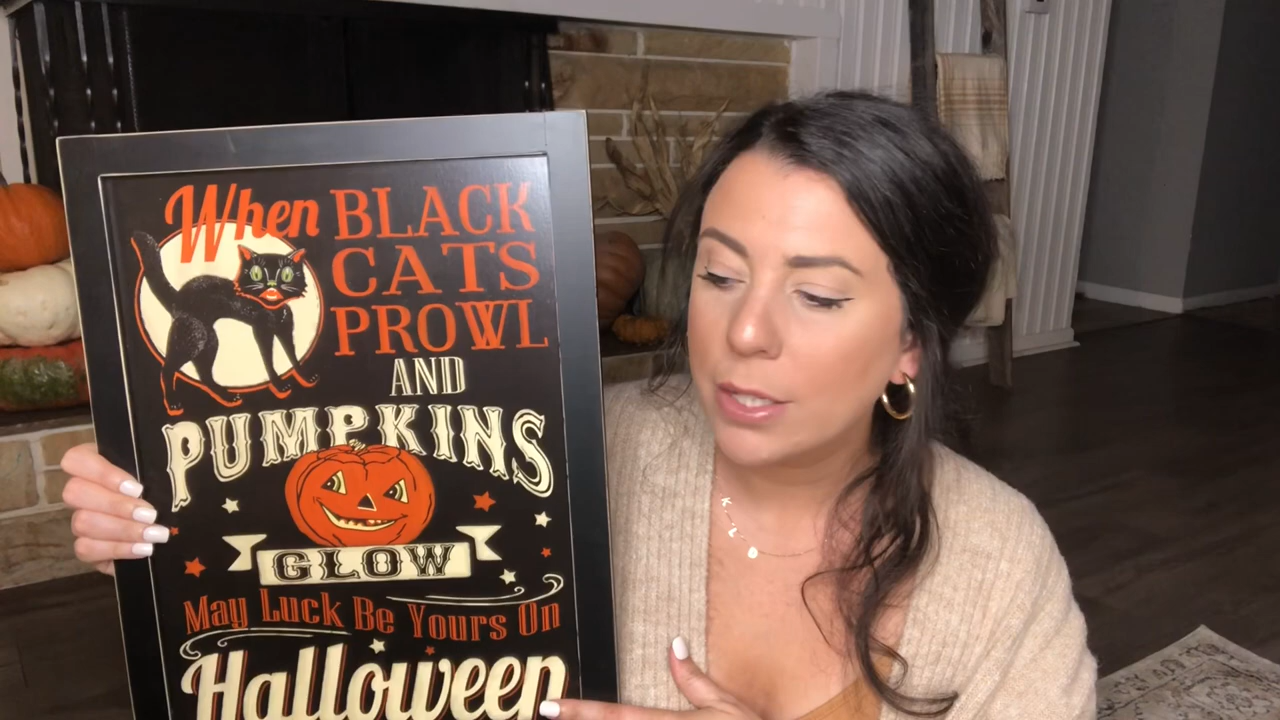 When BLACK
CATS
PROWL
AND
PUMPKINS
GLOW
May Luck Be Yours On
Halloween